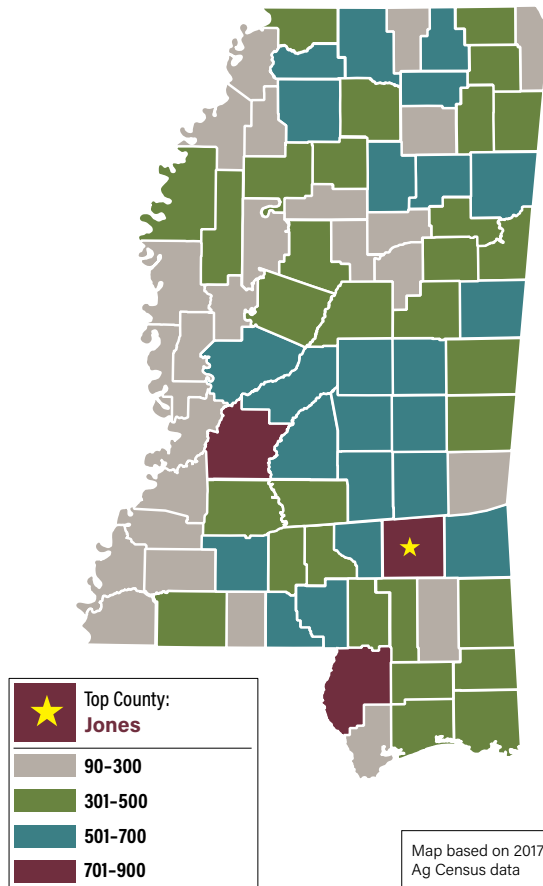 Top County:
Jones
90–300
301–500
501–700
701–900
Map based on 2017
Ag Census data